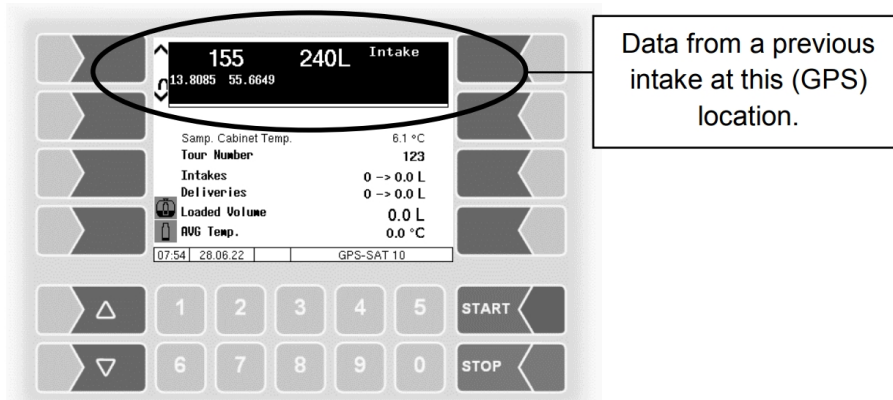 155 240L Intake
13.8085 55.6649
Samp. Cabinet Temp. 6.1 °C
Tour Number 123
Intakes 0 -> 0.0 L
Deliveries 0 -> 0.0 L
Loaded Volume 0.0 L
AVG Temp. 0.0 °C
07:54 28.06.22 GPS-SAT 10
1 2 3 4 5 START
6 7 8 9 0 STOP
Data from a previous
intake at this (GPS)
location.